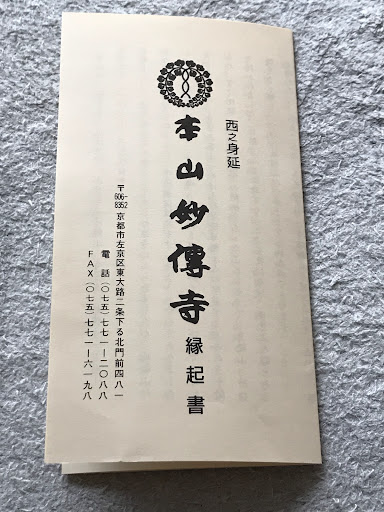 西之身延
本山妙傳寺 縁起書
〒606-8352 京都市左京区東大路二条下る北門前四八一
電話(〇七五)七七一ー二〇八八
FAX(〇七五)七七一ー六一九八